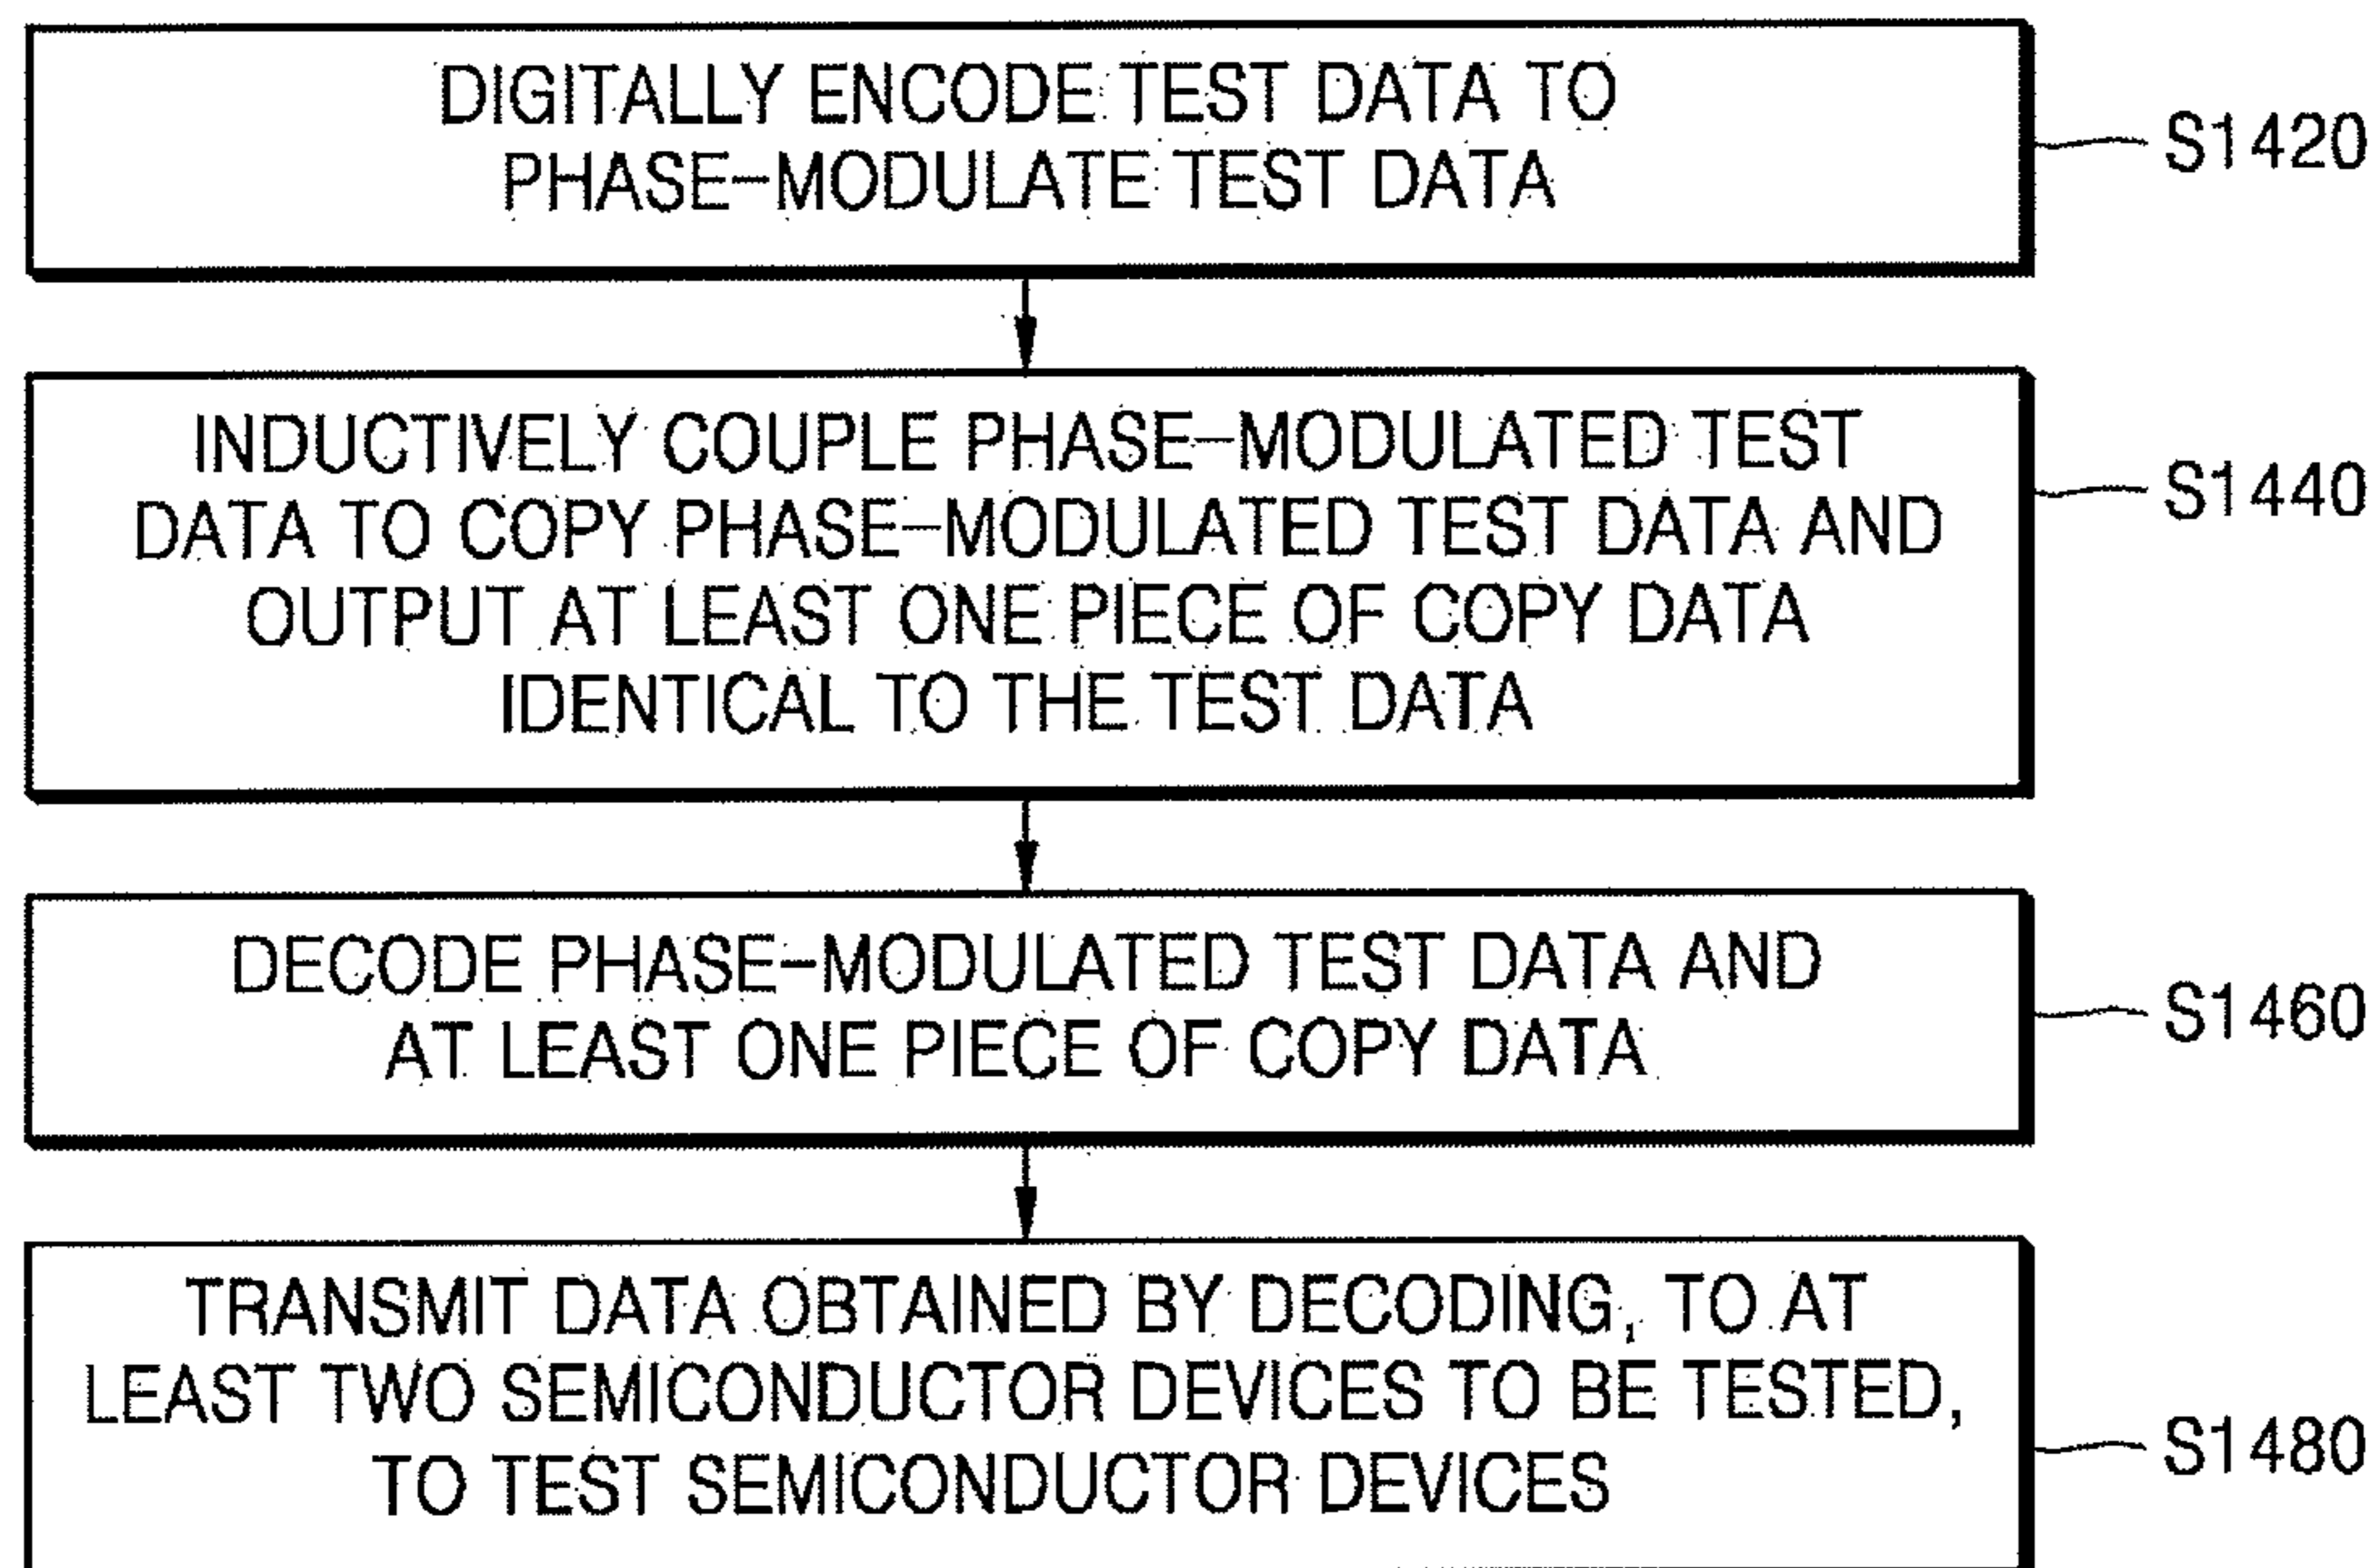 DIGITALLY ENCODE TEST DATA TO
PHASE-MODULATE TEST DATA
S1420
INDUCTIVELY COUPLE PHASE-MODULATED TEST
DATA TO COPY PHASE-MODULATED TEST DATA AND
OUTPUT AT LEAST ONE PIECE OF COPY DATA
IDENTICAL TO THE TEST DATA
S1440
DECODE PHASE-MODULATED TEST DATA AND
AT LEAST ONE PIECE OF COPY DATA
S1460
TRANSMIT DATA OBTAINED BY DECODING, TO AT
LEAST TWO SEMICONDUCTOR DEVICES TO BE TESTED,
TO TEST SEMICONDUCTOR DEVICES
S1480